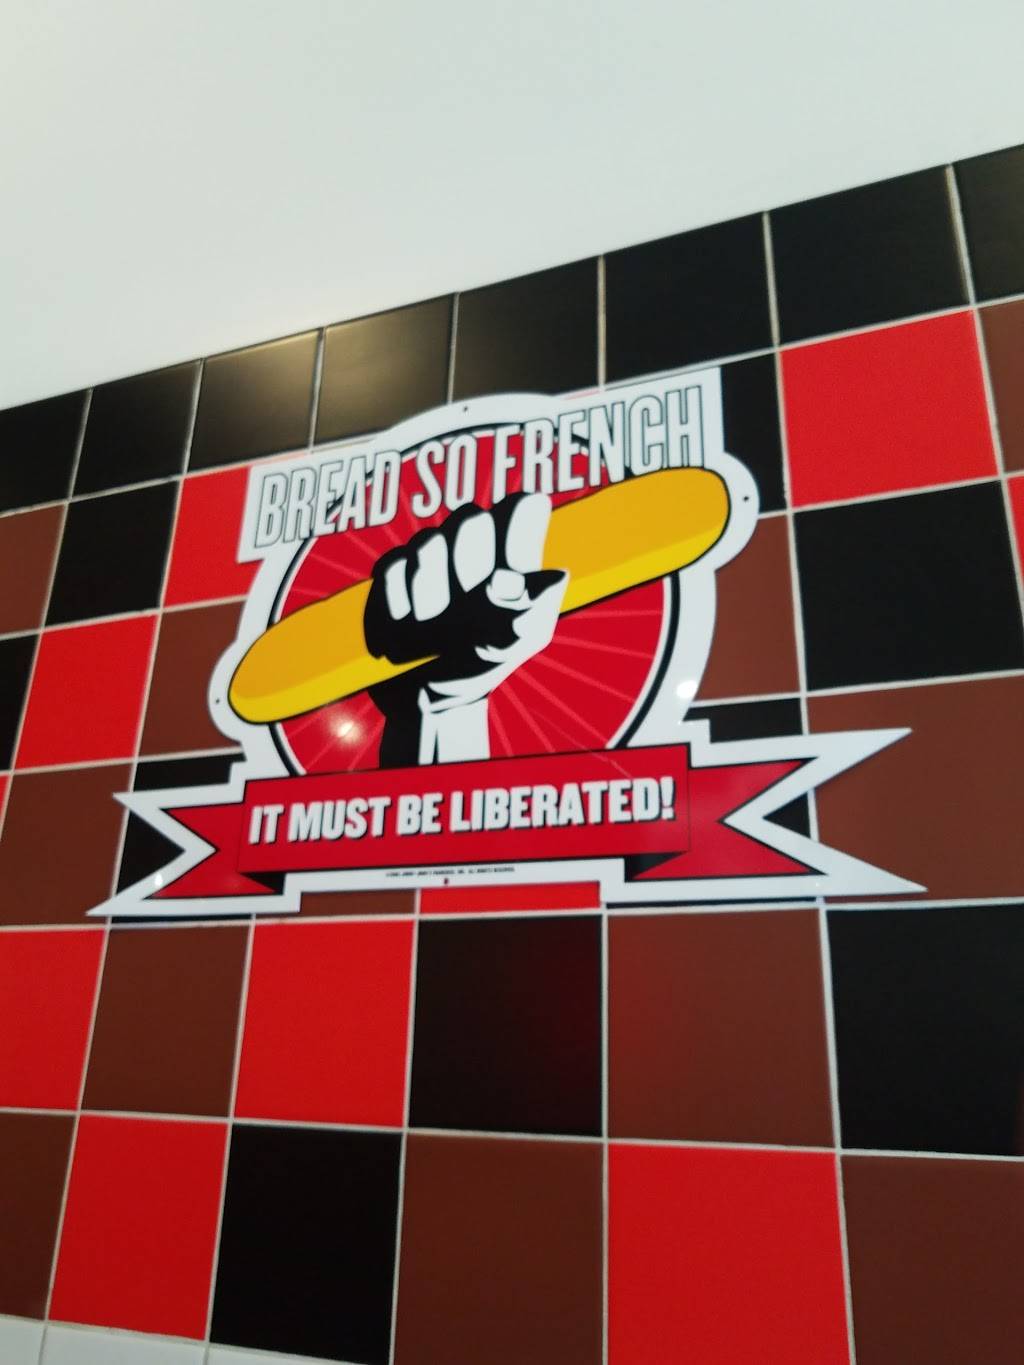 BREAD SO FRENCH
IT MUST BE LIBERATED!